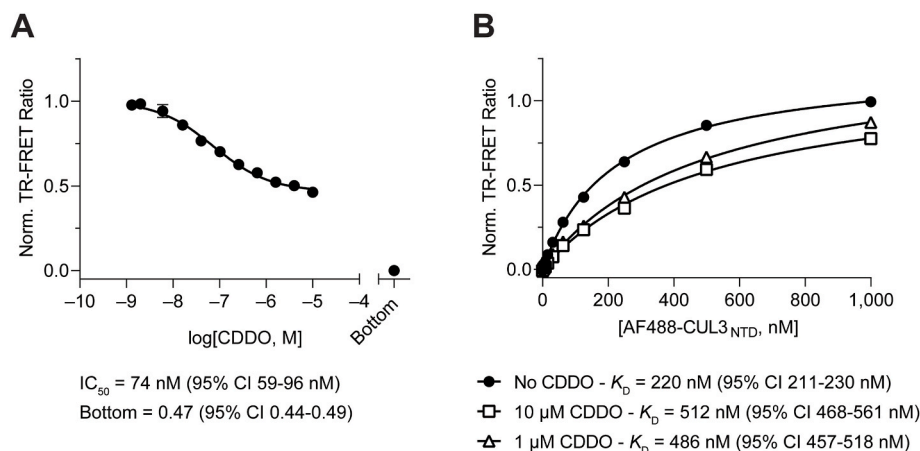 A
Norm. TR-FRET Ratio
1.0
0.5
0.0
–10
–9
–8
–7
–6
–5
–4
Bottom
log[CDDO, M]
IC₅₀ = 74 nM (95% CI 59-96 nM)
Bottom = 0.47 (95% CI 0.44-0.49)
B
Norm. TR-FRET Ratio
1.0
0.5
0.0
0
200
400
600
800
1,000
[AF488-CUL3NTD, nM]
No CDDO - KD = 220 nM (95% CI 211-230 nM)
10 µM CDDO - KD = 512 nM (95% CI 468-561 nM)
1 µM CDDO - KD = 486 nM (95% CI 457-518 nM)